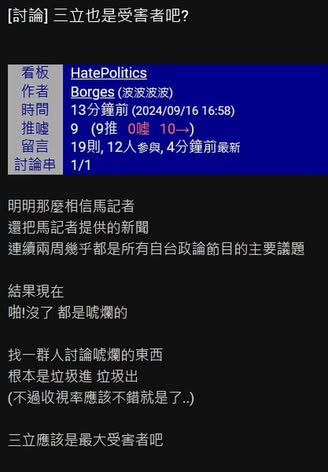 [討論] 三立也是受害者吧?
看板 HatePolitics
作者 Borges (波波波波)
時間 13分鐘前 (2024/09/16 16:58)
推噓 9 (9推 0噓 10→)
留言 19則, 12人參與, 4分鐘前最新
討論串 1/1
明明那麼相信馬記者
還把馬記者提供的新聞
連續兩周幾乎都是所有自台政論節目的主要議題
結果現在
啪!沒了 都是唬爛的
找一群人討論唬爛的東西
根本是垃圾進 垃圾出
(不過收視率應該不錯就是了..)
三立應該是最大受害者吧